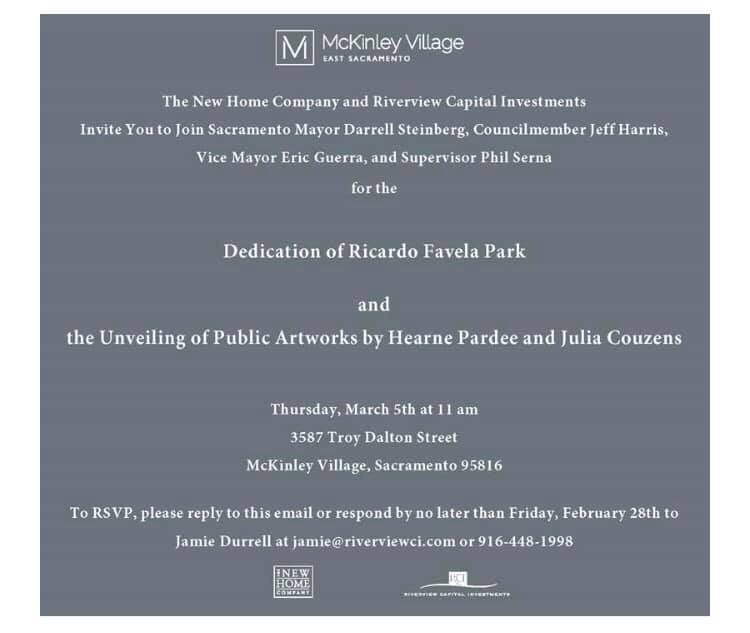 McKinley Village
EAST SACRAMENTO
The New Home Company and Riverview Capital Investments
Invite You to Join Sacramento Mayor Darrell Steinberg, Councilmember Jeff Harris,
Vice Mayor Eric Guerra, and Supervisor Phil Serna
for the
Dedication of Ricardo Favela Park
and
the Unveiling of Public Artworks by Hearne Pardee and Julia Couzens
Thursday, March 5th at 11 am
3587 Troy Dalton Street
McKinley Village, Sacramento 95816
To RSVP, please reply to this email or respond by no later than Friday, February 28th to
Jamie Durrell at jamie@riverviewci.com or 916-448-1998
THE NEW
HOME
COMPANY
RCI
RIVERVIEW CAPITAL INVESTMENTS